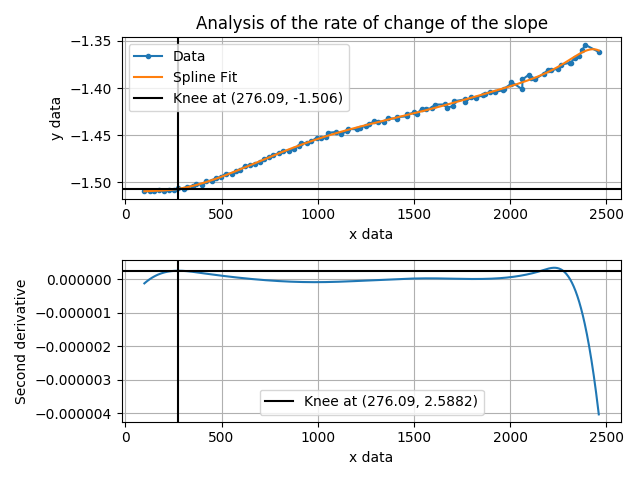 Analysis of the rate of change of the slope
−1.35
−1.40
−1.45
−1.50
y data
Data
Spline Fit
Knee at (276.09, -1.506)
0 500 1000 1500 2000 2500
x data
0.000000
−0.000001
−0.000002
−0.000003
−0.000004
Second derivative
Knee at (276.09, 2.5882)
0 500 1000 1500 2000 2500
x data